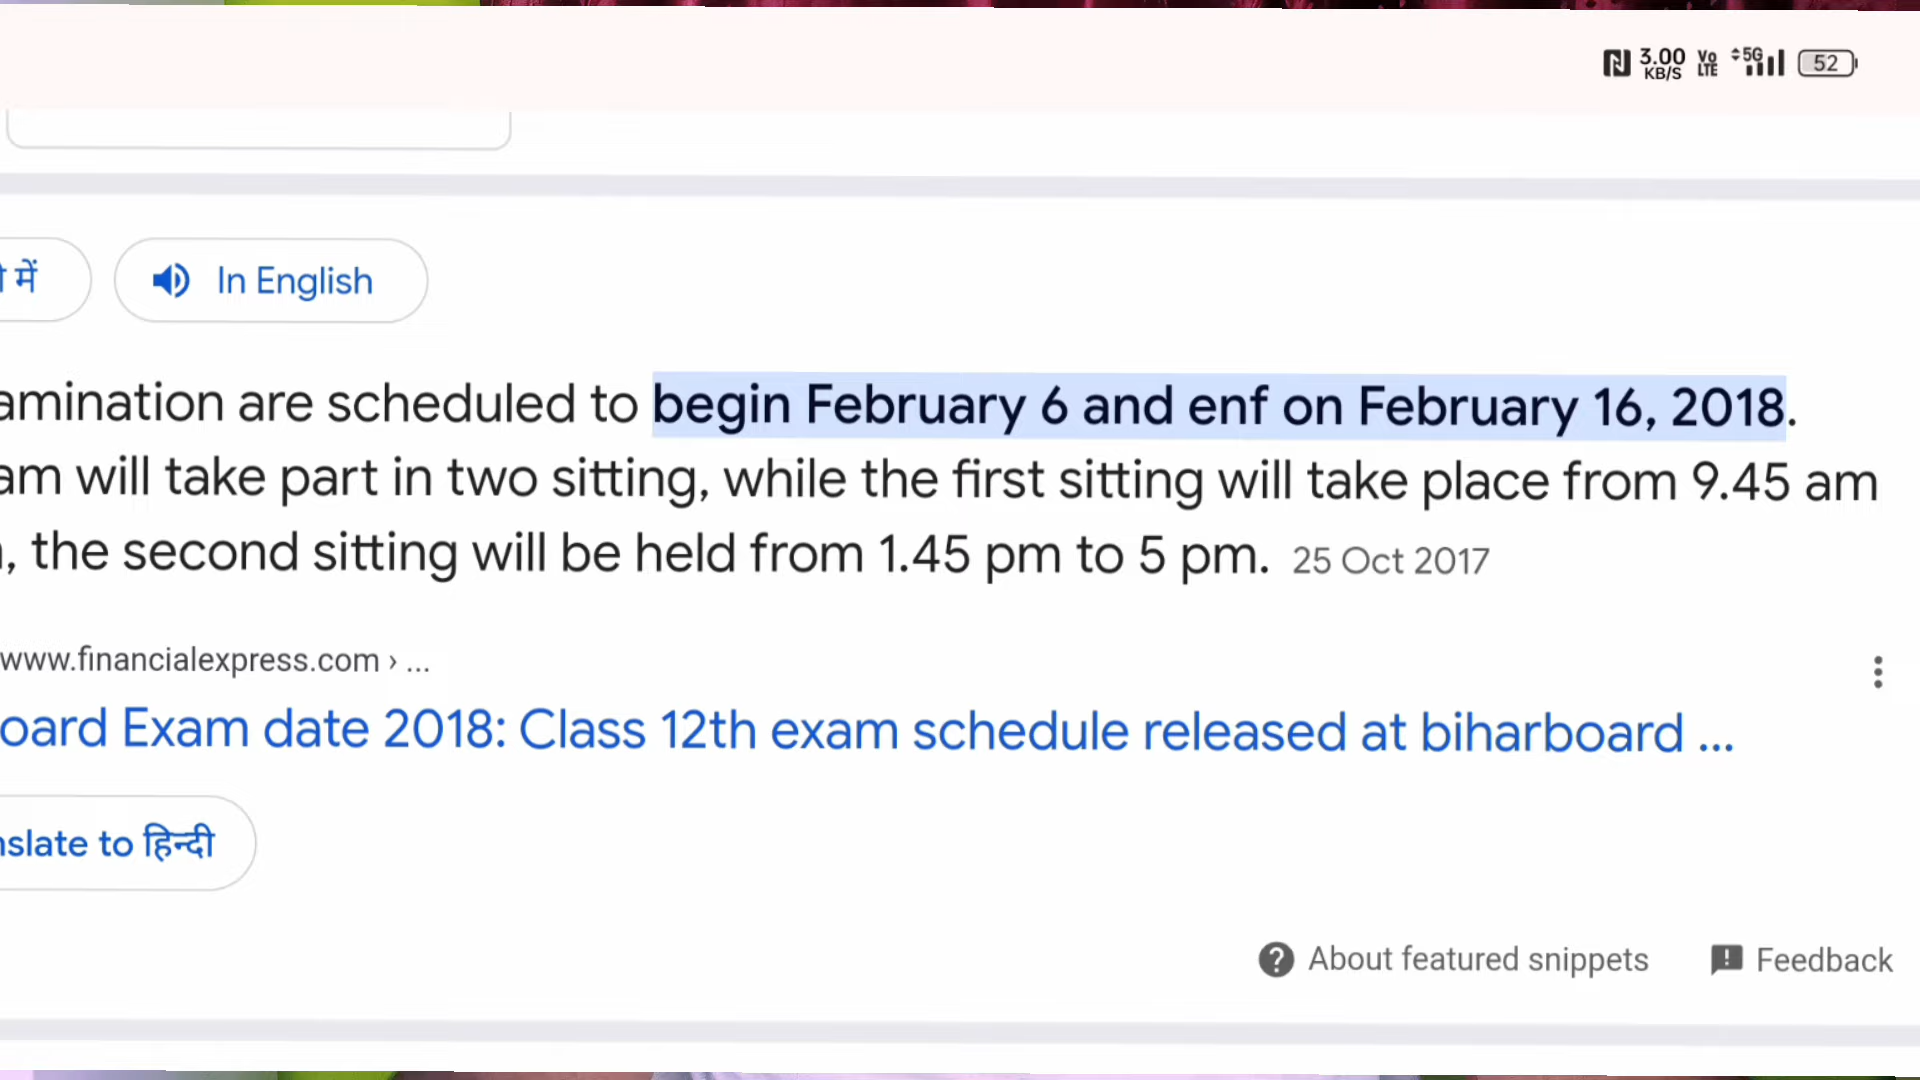 3.00 KB/S Vo LTE 5G 52
में In English
amination are scheduled to begin February 6 and enf on February 16, 2018.
am will take part in two sitting, while the first sitting will take place from 9.45 am
, the second sitting will be held from 1.45 pm to 5 pm. 25 Oct 2017
www.financialexpress.com › ...
oard Exam date 2018: Class 12th exam schedule released at biharboard ...
nslate to हिन्दी
About featured snippets Feedback